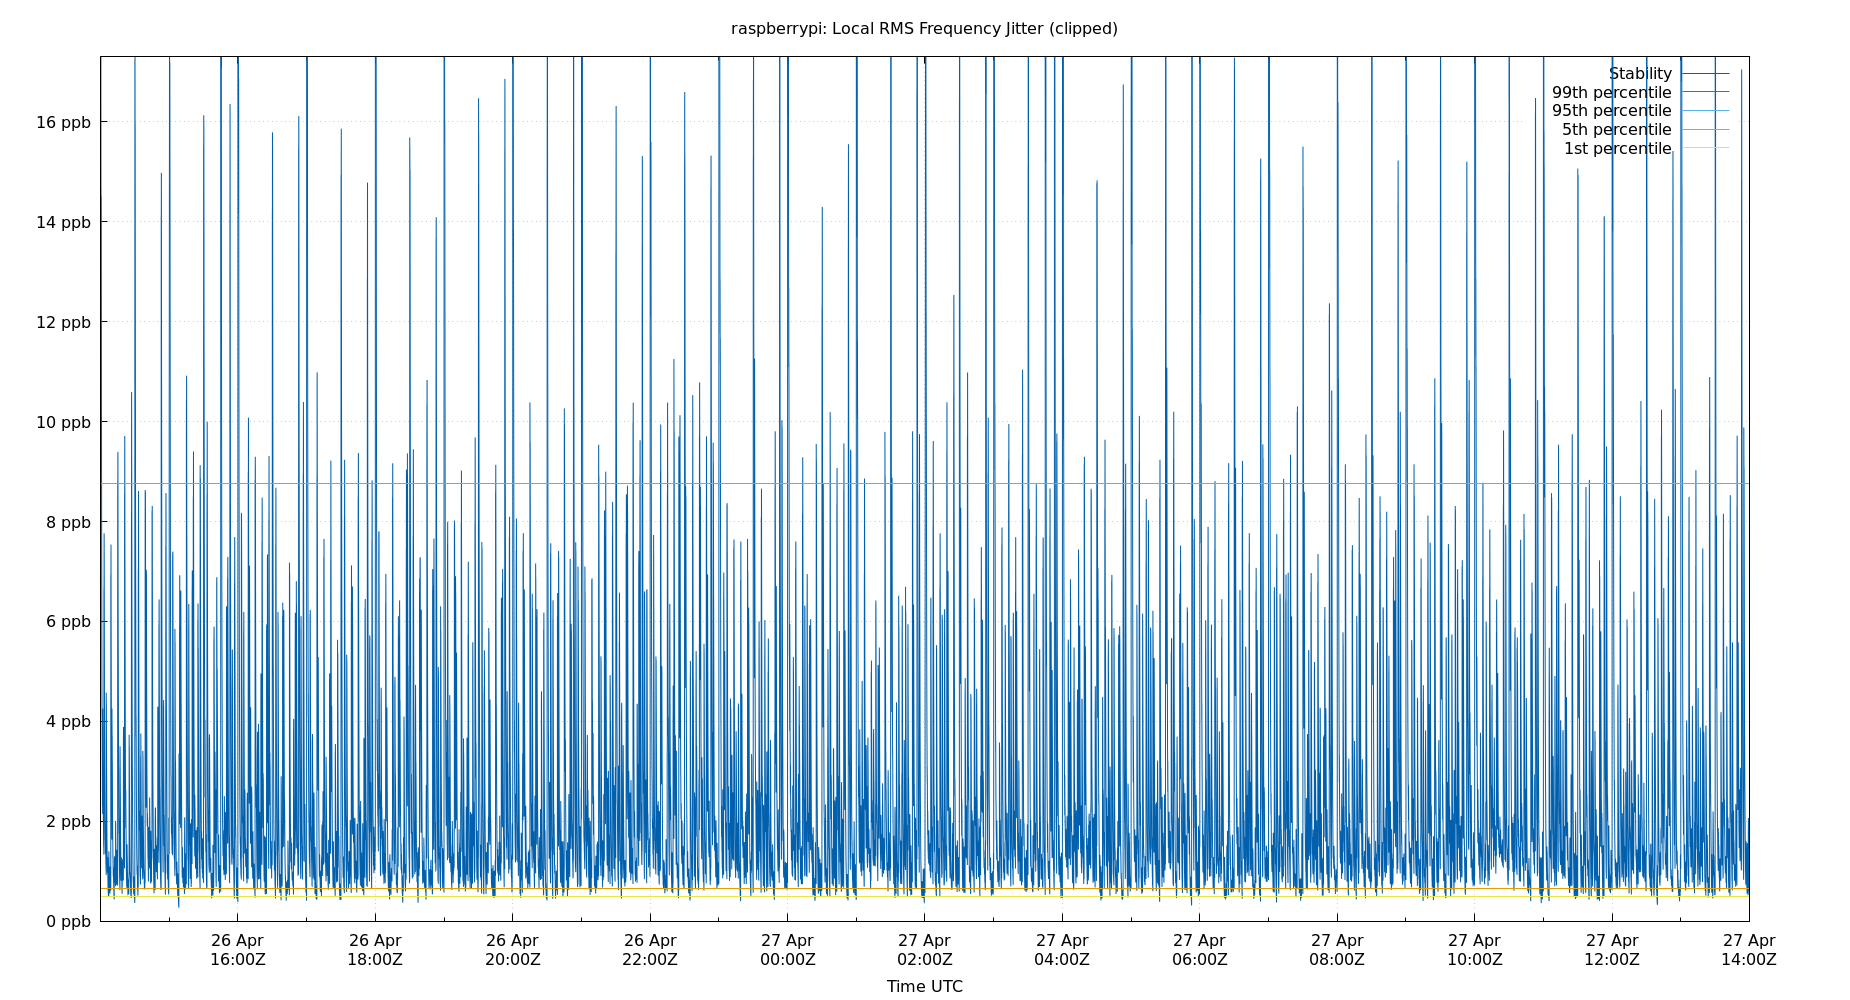 raspberrypi: Local RMS Frequency Jitter (clipped)
Stability
99th percentile
95th percentile
5th percentile
1st percentile
16 ppb
14 ppb
12 ppb
10 ppb
8 ppb
6 ppb
4 ppb
2 ppb
0 ppb
26 Apr 26 Apr 26 Apr 26 Apr 27 Apr 27 Apr 27 Apr 27 Apr 27 Apr 27 Apr 27 Apr 27 Apr
16:00Z 18:00Z 20:00Z 22:00Z 00:00Z 02:00Z 04:00Z 06:00Z 08:00Z 10:00Z 12:00Z 14:00Z
Time UTC